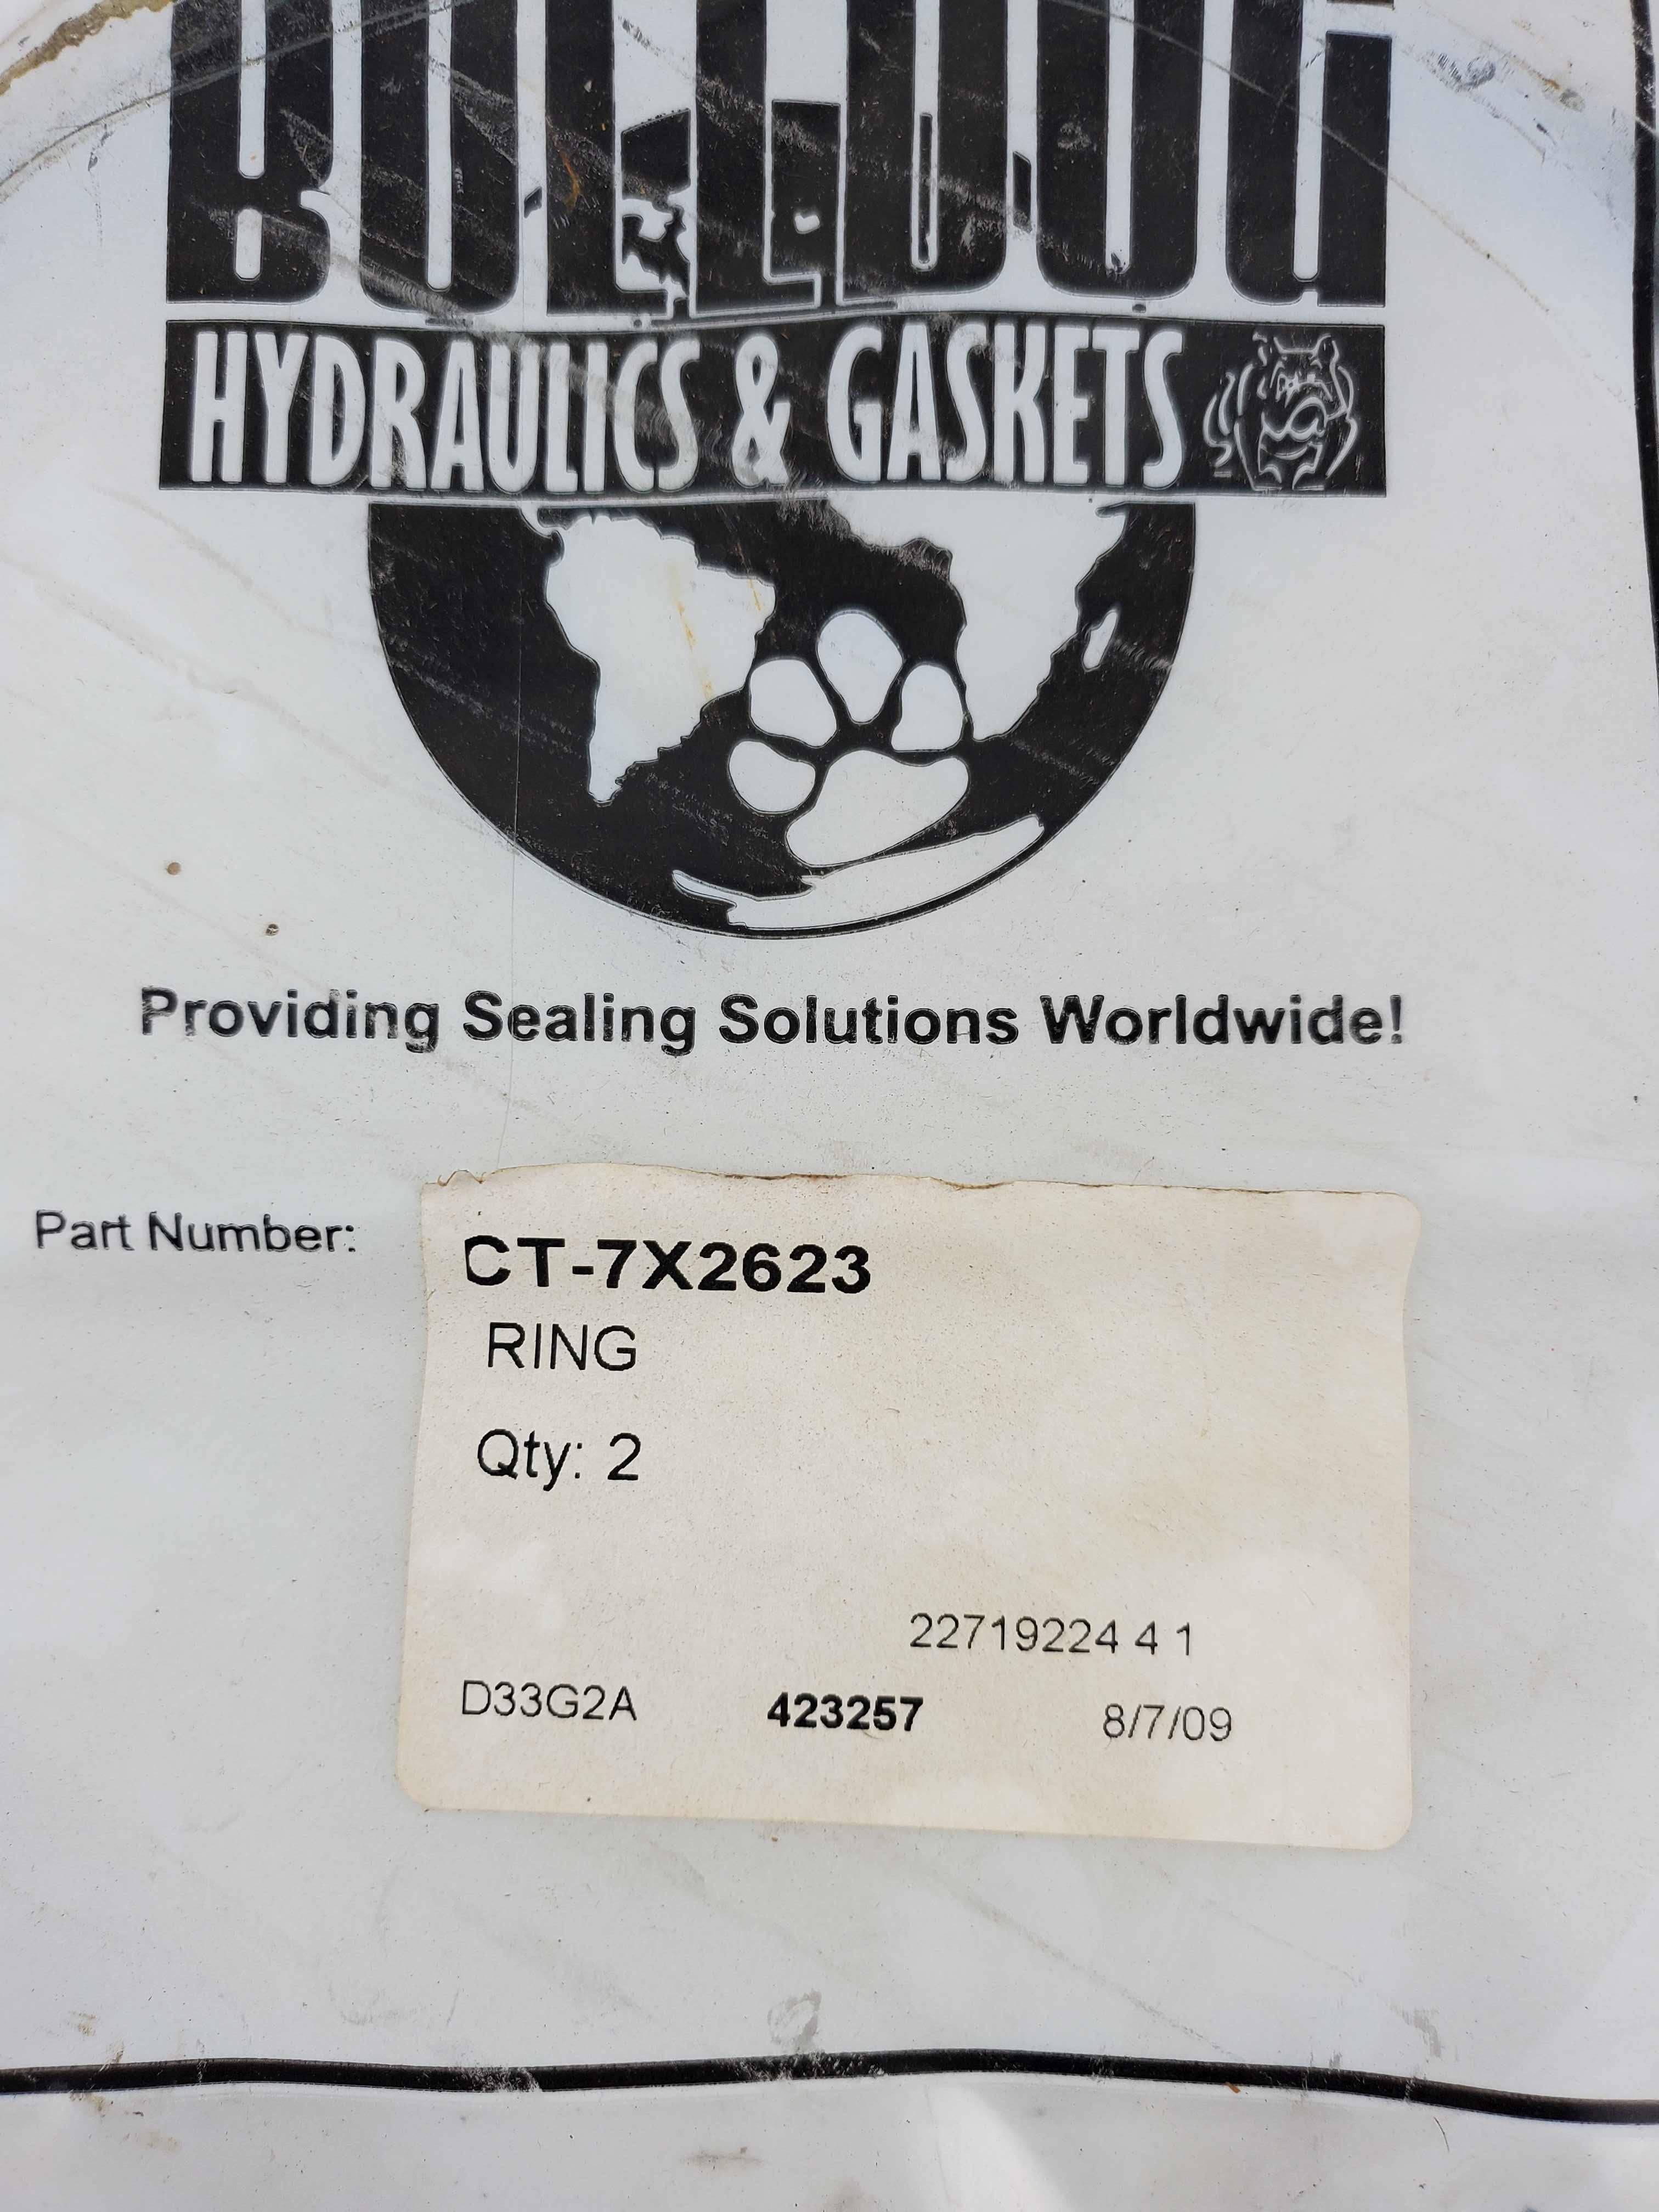 BULLDOG
HYDRAULICS & GASKETS
Providing Sealing Solutions Worldwide!
Part Number:
CT-7X2623
RING
Qty: 2
22719224 4 1
D33G2A 423257 8/7/09